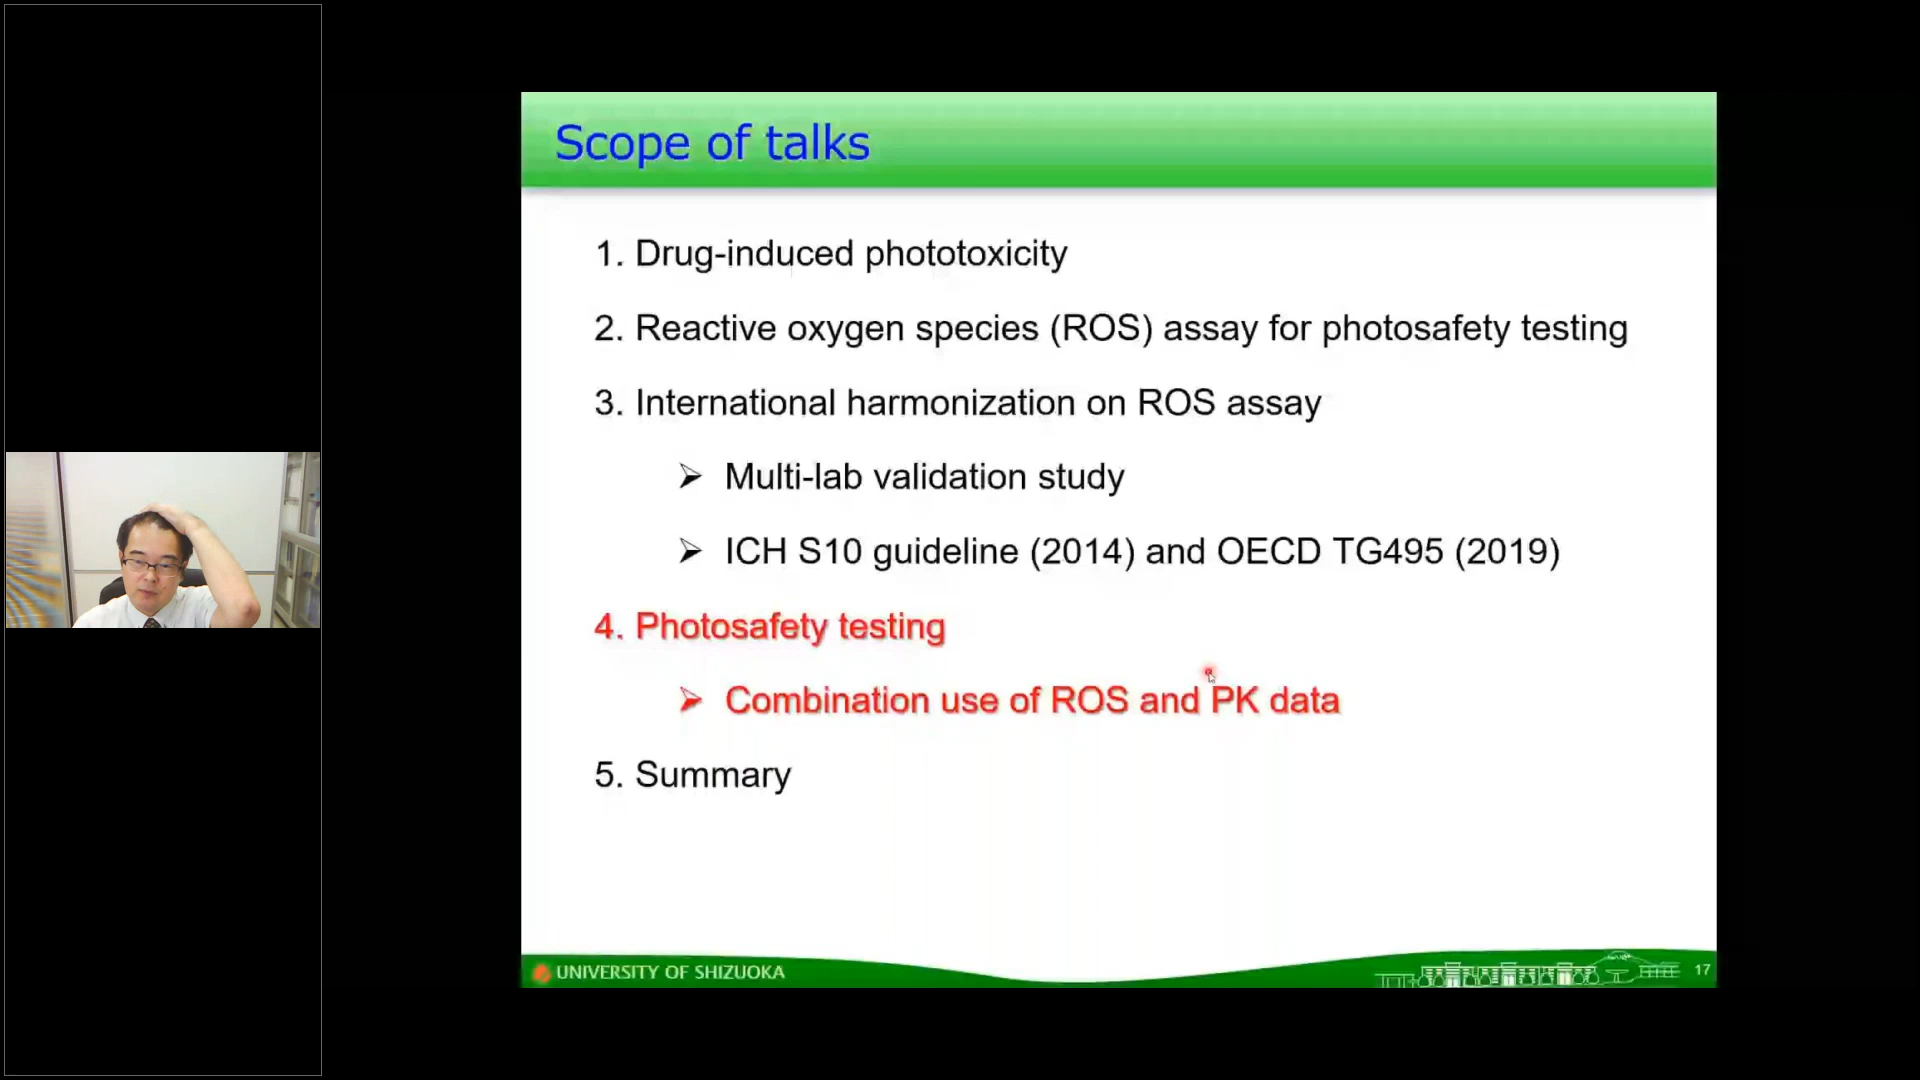 Scope of talks
1. Drug-induced phototoxicity
2. Reactive oxygen species (ROS) assay for photosafety testing
3. International harmonization on ROS assay
➢ Multi-lab validation study
➢ ICH S10 guideline (2014) and OECD TG495 (2019)
4. Photosafety testing
➢ Combination use of ROS and PK data
5. Summary
UNIVERSITY OF SHIZUOKA
17